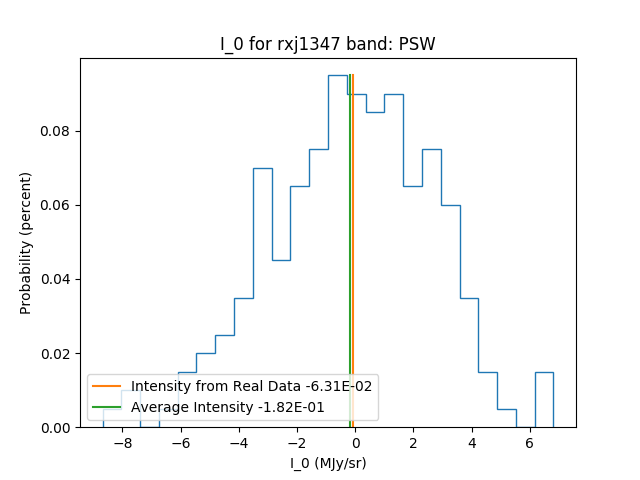 I_0 for rxj1347 band: PSW
Probability (percent)
0.08
0.06
0.04
0.02
0.00
Intensity from Real Data -6.31E-02
Average Intensity -1.82E-01
−8 −6 −4 −2 0 2 4 6
I_0 (MJy/sr)